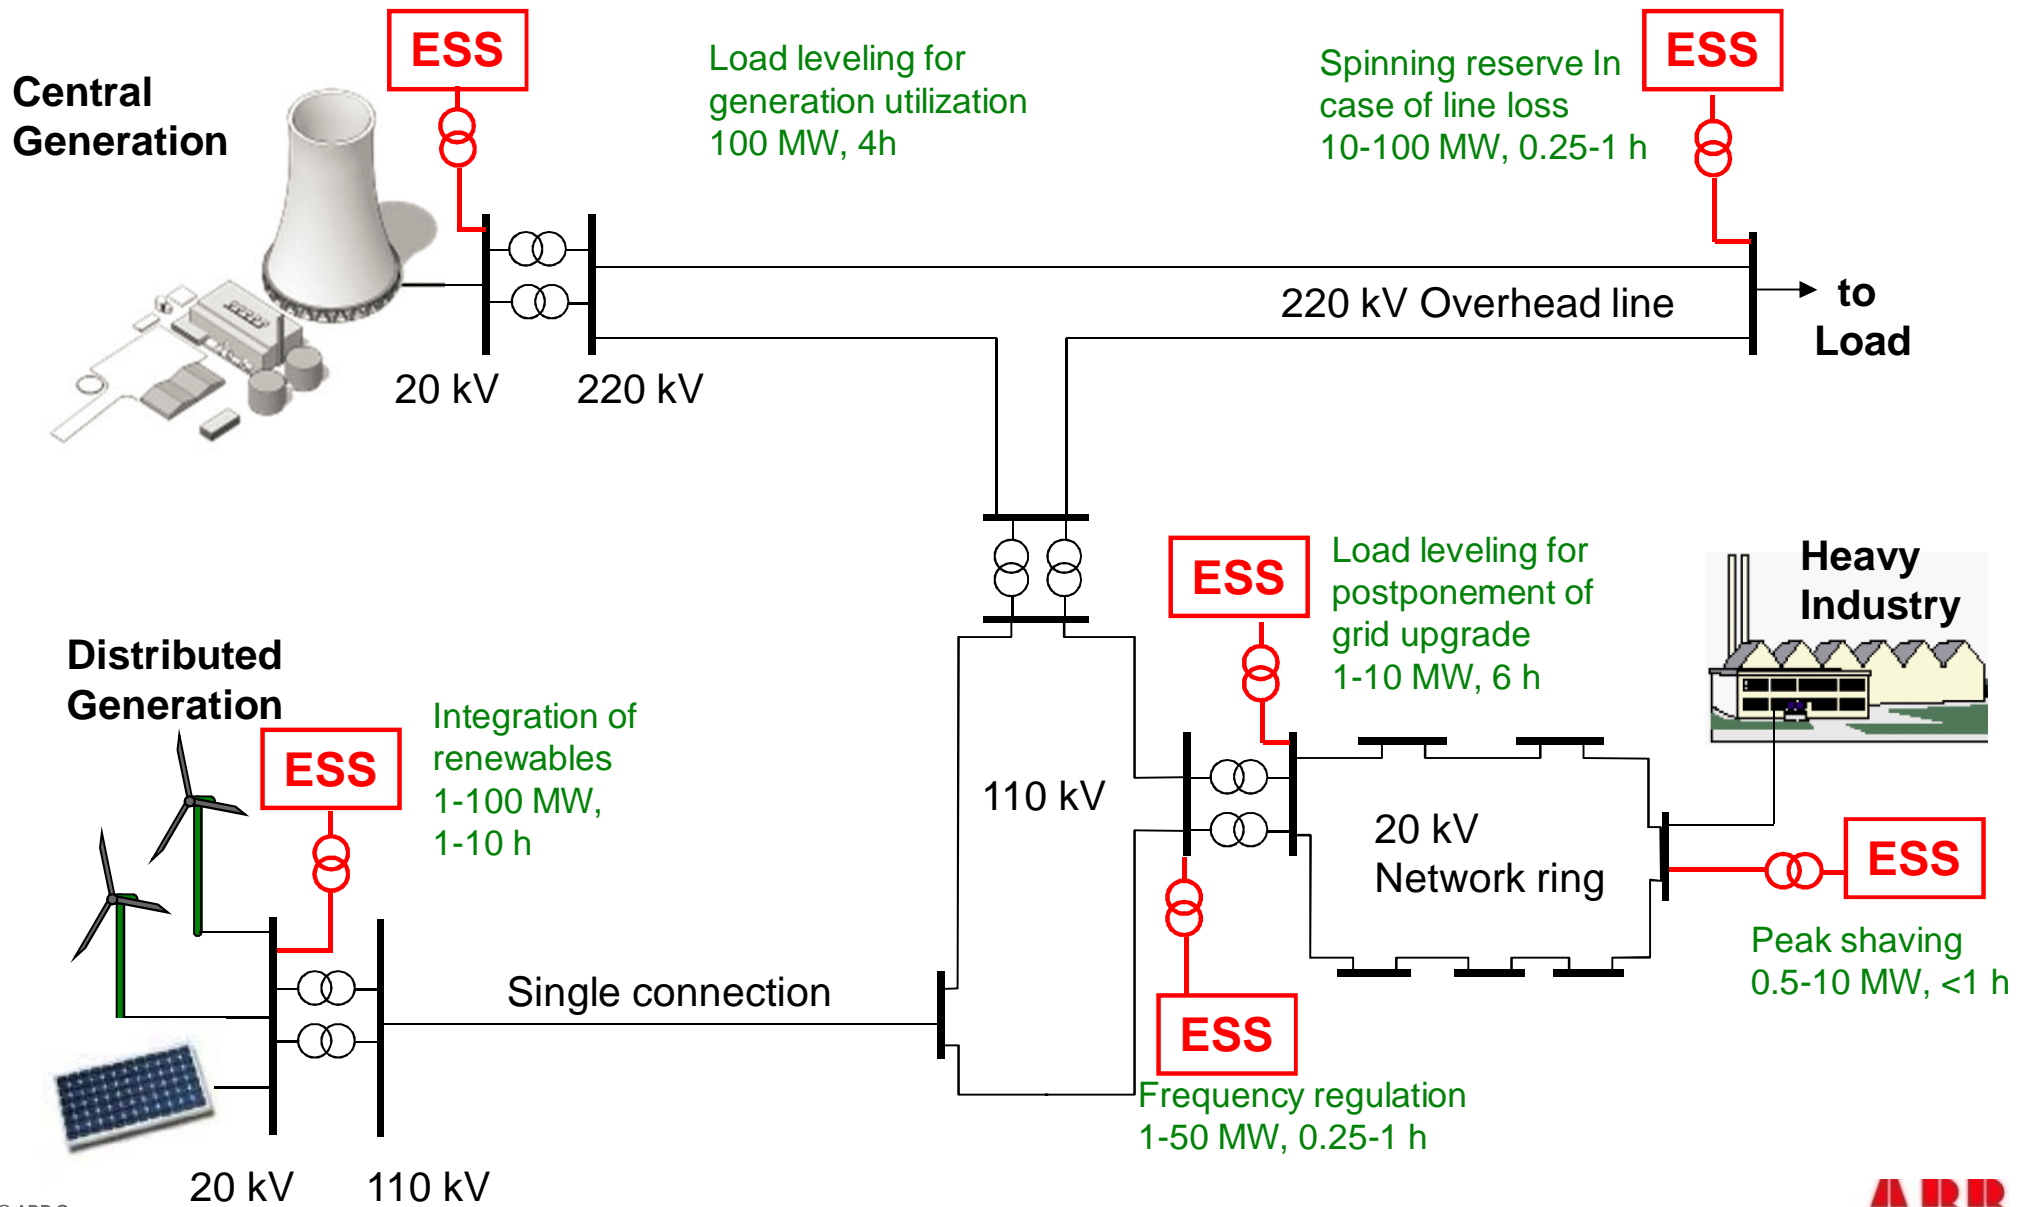 ESS
Load leveling for
generation utilization
100 MW, 4h
Spinning reserve In
case of line loss
10-100 MW, 0.25-1 h
ESS
Central
Generation
220 kV Overhead line
to
Load
20 kV
220 kV
ESS
Load leveling for
postponement of
grid upgrade
1-10 MW, 6 h
Heavy
Industry
Distributed
Generation
ESS
Integration of
renewables
1-100 MW,
1-10 h
110 kV
20 kV
Network ring
ESS
Peak shaving
0.5-10 MW, <1 h
Single connection
ESS
Frequency regulation
1-50 MW, 0.25-1 h
20 kV
110 kV
ABB